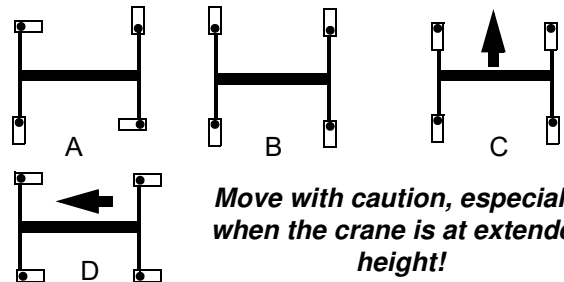 A
B
C
D
Move with caution, especial
when the crane is at extende
height!